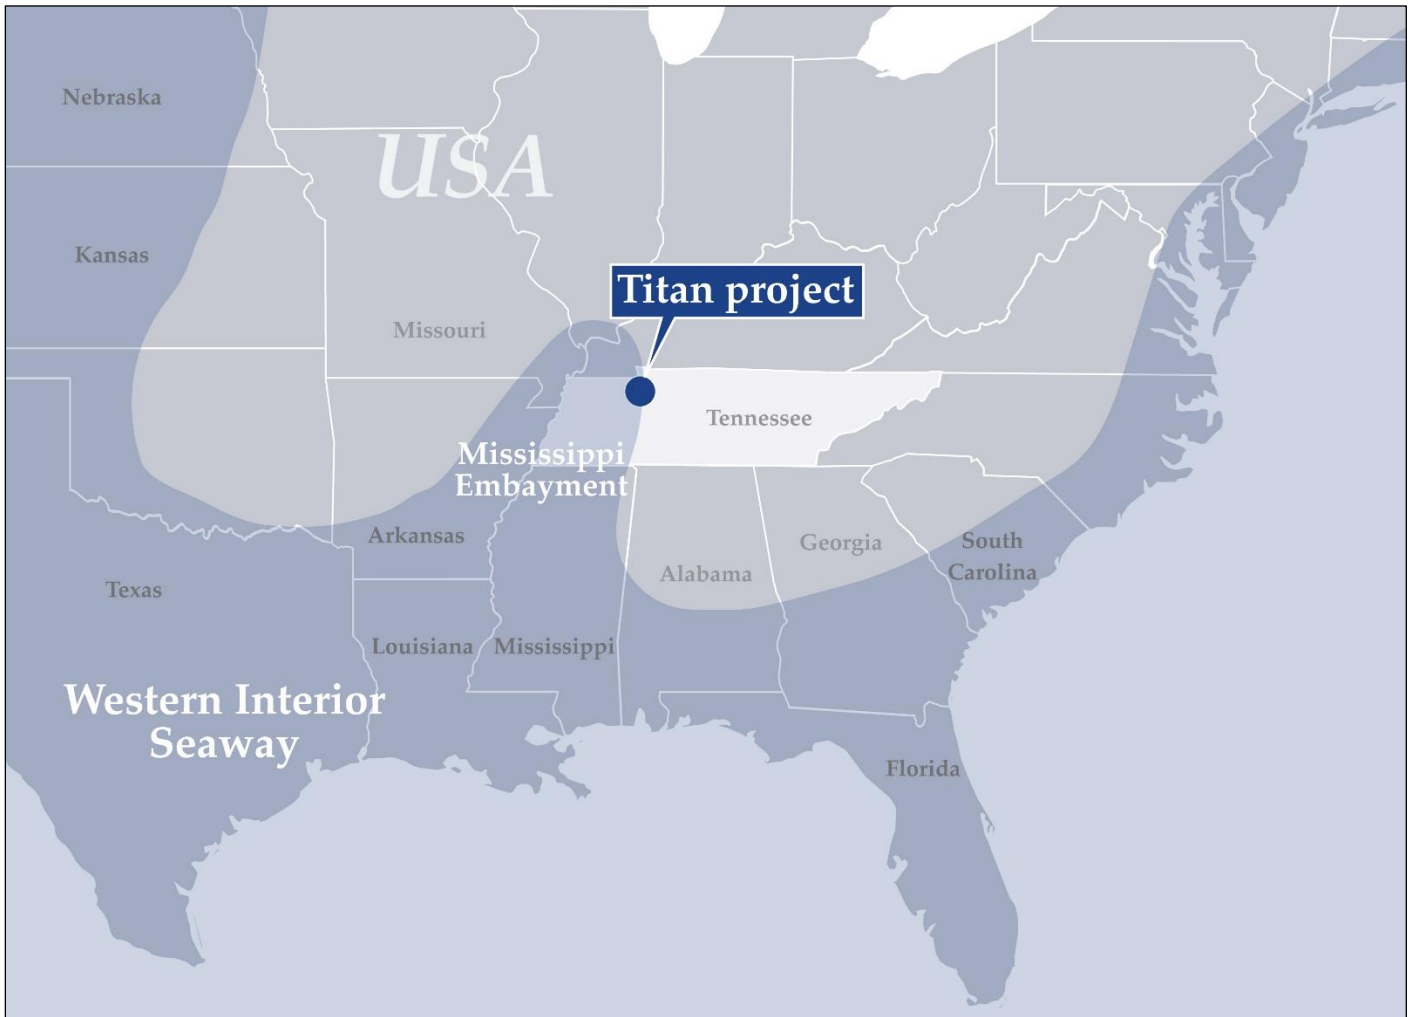 Nebraska
USA
Kansas
Titan project
Missouri
Tennessee
Mississippi
Embayment
Arkansas
Georgia
South
Carolina
Alabama
Texas
Louisiana
Mississippi
Western Interior
Seaway
Florida